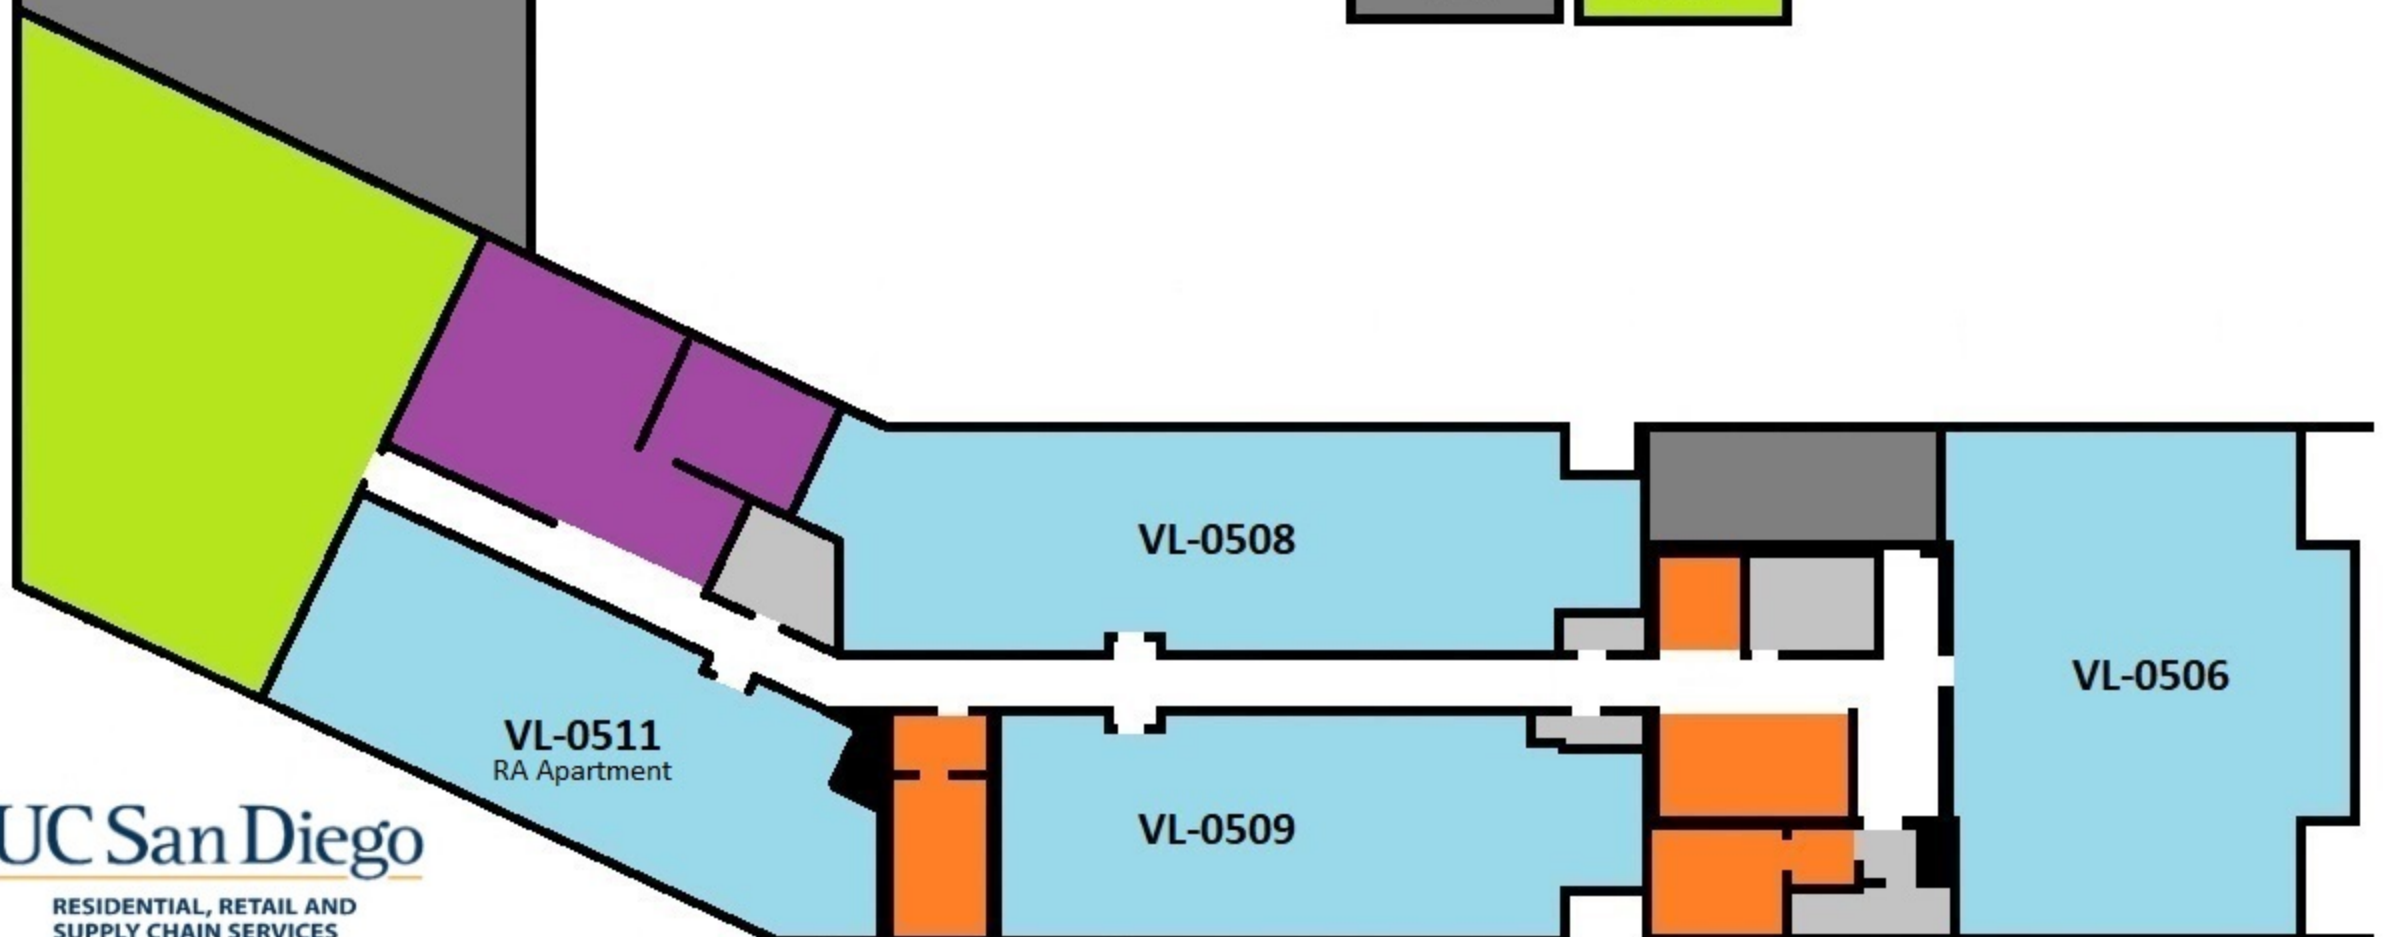 VL-0508
VL-0506
VL-0511
RA Apartment
VL-0509
UC San Diego
RESIDENTIAL, RETAIL AND
SUPPLY CHAIN SERVICES